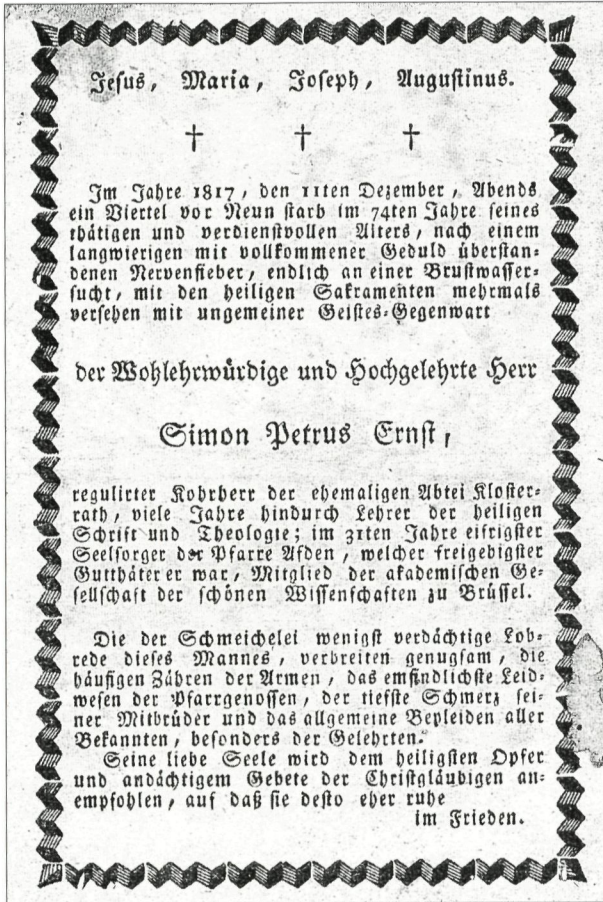 Jesus, Maria, Joseph, Augustinus.
† † †
Im Jahre 1817, den 11ten Dezember, Abends
ein Viertel vor Neun starb im 74ten Jahre seines
thätigen und verdienstvollen Alters, nach einem
langwierigen mit vollkommener Geduld überstan-
denen Nervenfieber, endlich an einer Brustwasser-
sucht, mit den heiligen Sakramenten mehrmals
versehen mit ungemeiner Geistes-Gegenwart
der Wohlehrwürdige und Hochgelehrte Herr
Simon Petrus Ernst,
regulirter Kohrherr der ehemaligen Abtei Kloster-
rath, viele Jahre hindurch Lehrer der heiligen
Schrift und Theologie; im 31ten Jahre eifrigster
Seelsorger der Pfarre Afden, welcher freigebigster
Gutthäter er war, Mitglied der akademischen Ge-
sellschaft der schönen Wissenschaften zu Brüssel.
Die der Schmeichelei wenigst verdächtige Lob-
rede dieses Mannes, verbreiten genugsam, die
häufigen Zähren der Armen, das emfindlichste Leid-
wesen der Pfarrgenossen, der tiefste Schmerz sei-
ner Mitbrüder und das allgemeine Beyleiden aller
Bekannten, besonders der Gelehrten.
Seine liebe Seele wird dem heiligsten Opfer
und andächtigem Gebete der Christgläubigen an-
empfohlen, auf daß sie desto eher ruhe
im Frieden.